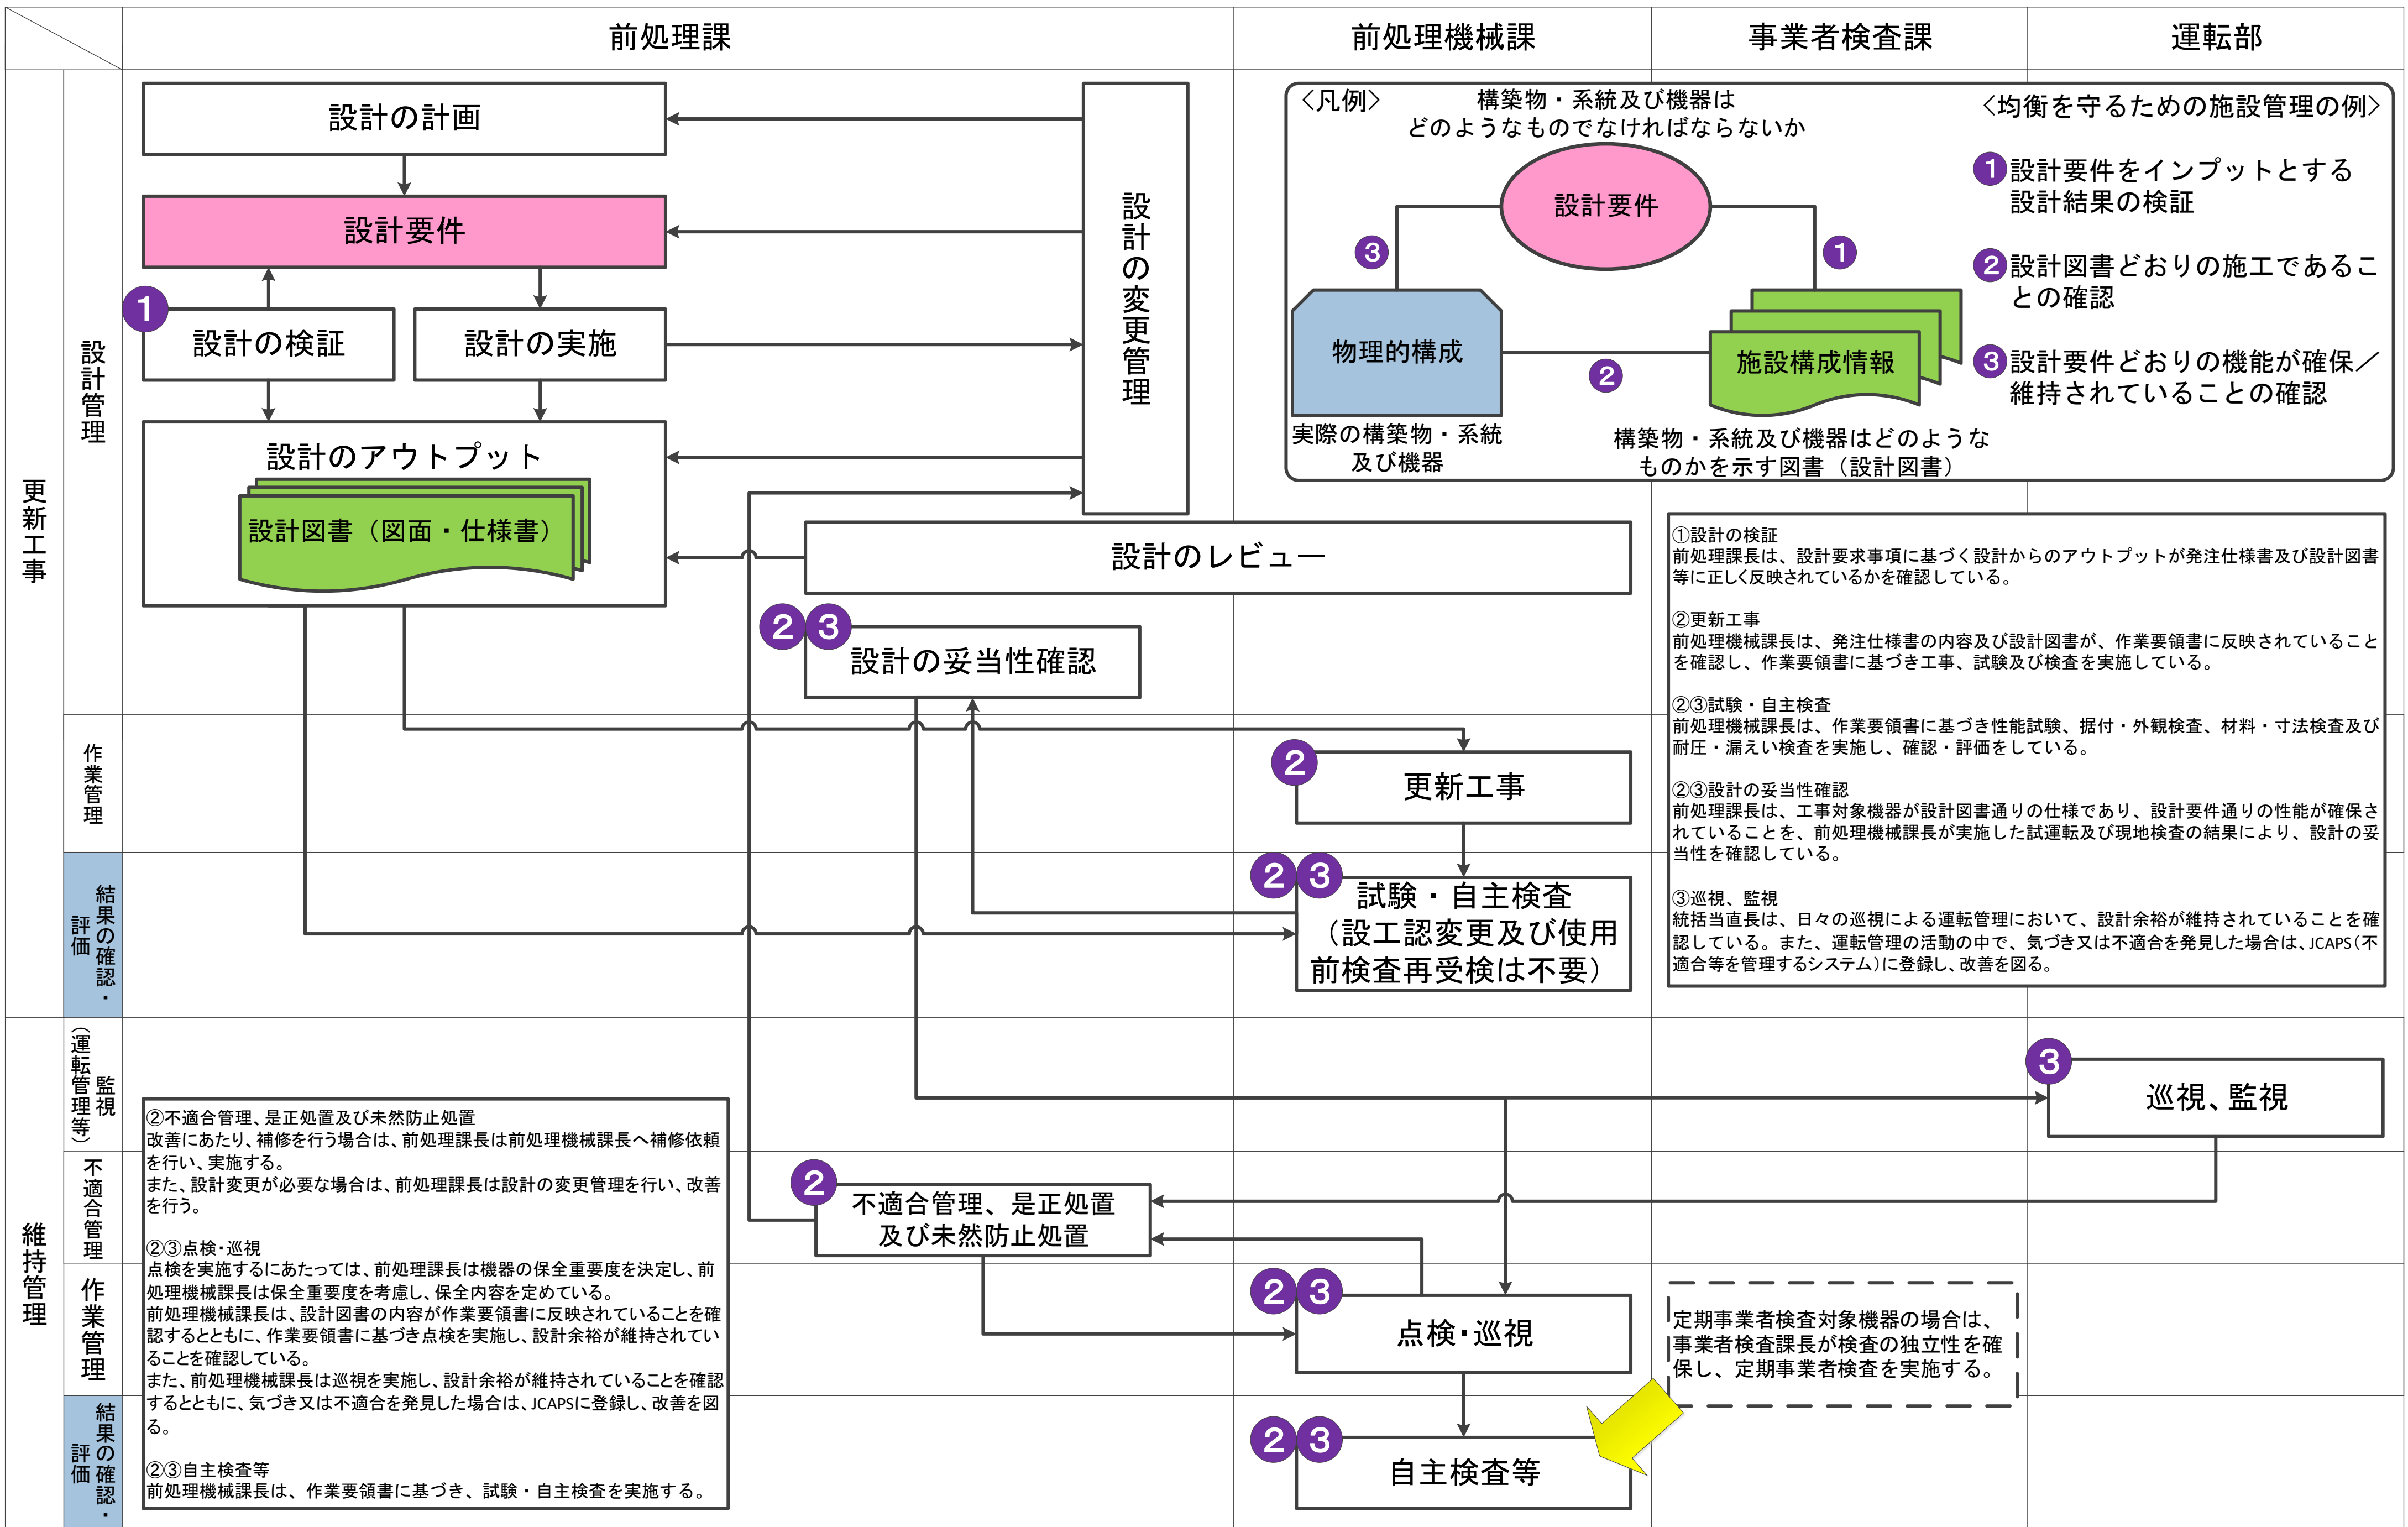 前処理課
前処理機械課
事業者検査課
運転部
更新工事
設計管理
設計の計画
設計要件
1
設計の検証
設計の実施
設計のアウトプット
設計図書（図面・仕様書）
設計の変更管理
設計のレビュー
2 3
設計の妥当性確認
〈凡例〉
構築物・系統及び機器は
どのようなものでなければならないか
設計要件
3
1
物理的構成
2
施設構成情報
実際の構築物・系統
及び機器
構築物・系統及び機器はどのような
ものかを示す図書（設計図書）
〈均衡を守るための施設管理の例〉
1 設計要件をインプットとする
設計結果の検証
2 設計図書どおりの施工であるこ
との確認
3 設計要件どおりの機能が確保／
維持されていることの確認
①設計の検証
前処理課長は、設計要求事項に基づく設計からのアウトプットが発注仕様書及び設計図書
等に正しく反映されているかを確認している。
②更新工事
前処理機械課長は、発注仕様書の内容及び設計図書が、作業要領書に反映されていること
を確認し、作業要領書に基づき工事、試験及び検査を実施している。
②③試験・自主検査
前処理機械課長は、作業要領書に基づき性能試験、据付・外観検査、材料・寸法検査及び
耐圧・漏えい検査を実施し、確認・評価をしている。
②③設計の妥当性確認
前処理課長は、工事対象機器が設計図書通りの仕様であり、設計要件通りの性能が確保さ
れていることを、前処理機械課長が実施した試運転及び現地検査の結果により、設計の妥
当性を確認している。
③巡視、監視
統括当直長は、日々の巡視による運転管理において、設計余裕が維持されていることを確
認している。また、運転管理の活動の中で、気づき又は不適合を発見した場合は、JCAPS（不
適合等を管理するシステム）に登録し、改善を図る。
作業管理
2
更新工事
結果の確認・
評価
2 3
試験・自主検査
（設工認変更及び使用
前検査再受検は不要）
維持管理
監視
（運転管理等）
3
巡視、監視
不適合管理
2
不適合管理、是正処置
及び未然防止処置
②不適合管理、是正処置及び未然防止処置
改善にあたり、補修を行う場合は、前処理課長は前処理機械課長へ補修依頼
を行い、実施する。
また、設計変更が必要な場合は、前処理課長は設計の変更管理を行い、改善
を行う。
②③点検・巡視
点検を実施するにあたっては、前処理課長は機器の保全重要度を決定し、前
処理機械課長は保全重要度を考慮し、保全内容を定めている。
前処理機械課長は、設計図書の内容が作業要領書に反映されていることを確
認するとともに、作業要領書に基づき点検を実施し、設計余裕が維持されてい
ることを確認している。
また、前処理機械課長は巡視を実施し、設計余裕が維持されていることを確認
するとともに、気づき又は不適合を発見した場合は、JCAPSに登録し、改善を図
る。
②③自主検査等
前処理機械課長は、作業要領書に基づき、試験・自主検査を実施する。
作業管理
2 3
点検・巡視
定期事業者検査対象機器の場合は、
事業者検査課長が検査の独立性を確
保し、定期事業者検査を実施する。
結果の確認・
評価
2 3
自主検査等